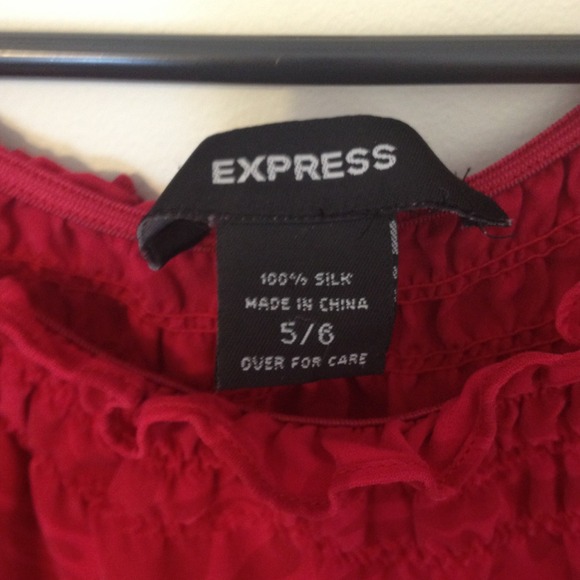 EXPRESS
100% SILK
MADE IN CHINA
5/6
OVER FOR CARE